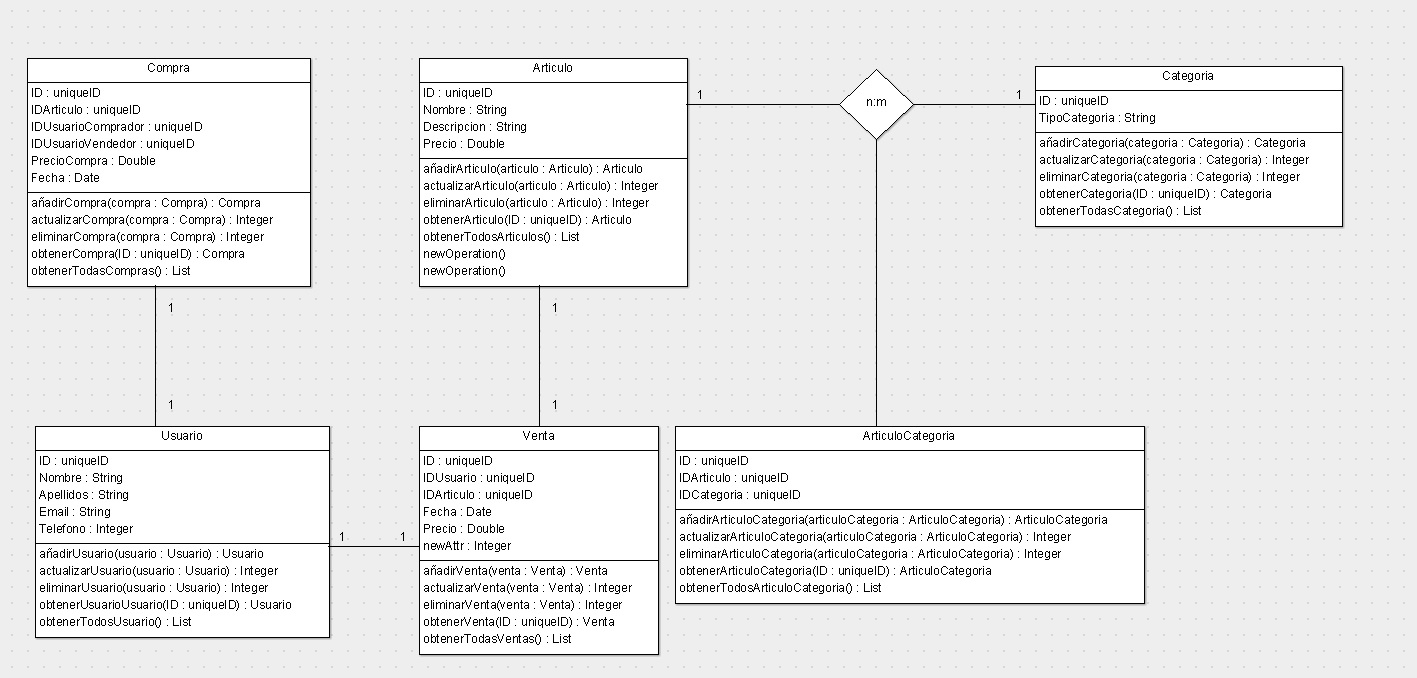 Compra
ID : uniqueID
IDArticulo : uniqueID
IDUsuarioComprador : uniqueID
IDUsuarioVendedor : uniqueID
PrecioCompra : Double
Fecha : Date
añadirCompra(compra : Compra) : Compra
actualizarCompra(compra : Compra) : Integer
eliminarCompra(compra : Compra) : Integer
obtenerCompra(ID : uniqueID) : Compra
obtenerTodasCompras() : List
1
1
Articulo
ID : uniqueID
Nombre : String
Descripcion : String
Precio : Double
añadirArticulo(articulo : Articulo) : Articulo
actualizarArticulo(articulo : Articulo) : Integer
eliminarArticulo(articulo : Articulo) : Integer
obtenerArticulo(ID : uniqueID) : Articulo
obtenerTodosArticulos() : List
newOperation()
newOperation()
1
1
1
n:m
1
Categoria
ID : uniqueID
TipoCategoria : String
añadirCategoria(categoria : Categoria) : Categoria
actualizarCategoria(categoria : Categoria) : Integer
eliminarCategoria(categoria : Categoria) : Integer
obtenerCategoria(ID : uniqueID) : Categoria
obtenerTodasCategoria() : List
Usuario
ID : uniqueID
Nombre : String
Apellidos : String
Email : String
Telefono : Integer
añadirUsuario(usuario : Usuario) : Usuario
actualizarUsuario(usuario : Usuario) : Integer
eliminarUsuario(usuario : Usuario) : Integer
obtenerUsuarioUsuario(ID : uniqueID) : Usuario
obtenerTodosUsuario() : List
1
1
Venta
ID : uniqueID
IDUsuario : uniqueID
IDArticulo : uniqueID
Fecha : Date
Precio : Double
newAttr : Integer
añadirVenta(venta : Venta) : Venta
actualizarVenta(venta : Venta) : Integer
eliminarVenta(venta : Venta) : Integer
obtenerVenta(ID : uniqueID) : Venta
obtenerTodasVentas() : List
ArticuloCategoria
ID : uniqueID
IDArticulo : uniqueID
IDCategoria : uniqueID
añadirArticuloCategoria(articuloCategoria : ArticuloCategoria) : ArticuloCategoria
actualizarArticuloCategoria(articuloCategoria : ArticuloCategoria) : Integer
eliminarArticuloCategoria(articuloCategoria : ArticuloCategoria) : Integer
obtenerArticuloCategoria(ID : uniqueID) : ArticuloCategoria
obtenerTodosArticuloCategoria() : List